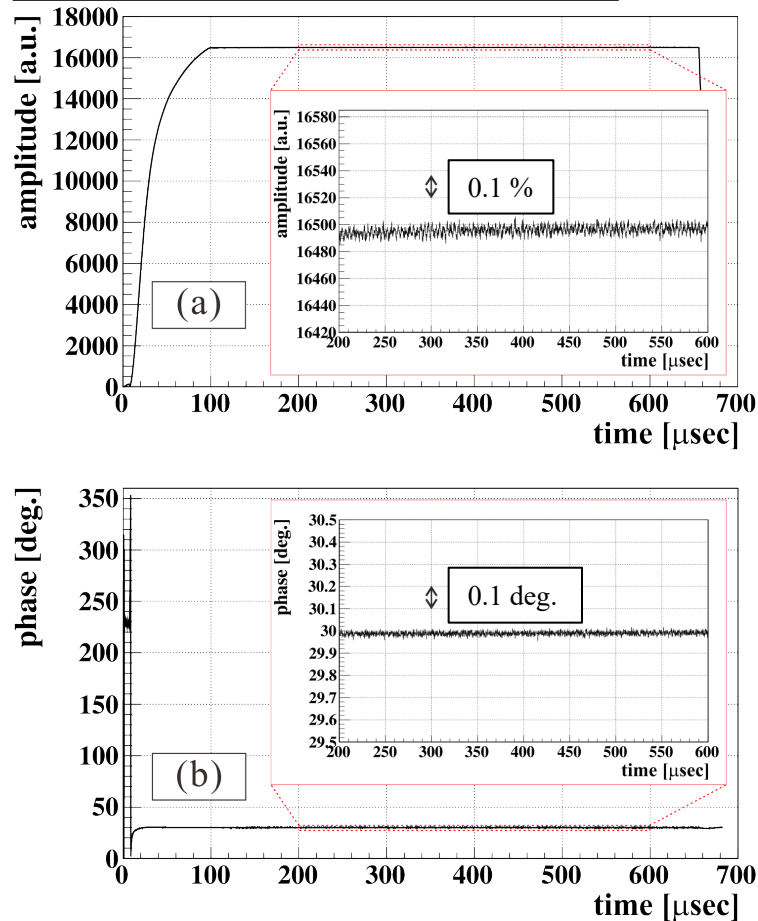 18000
16000
14000
12000
10000
8000
6000
4000
2000
0
amplitude [a.u.]
0 100 200 300 400 500 600 700
time [μsec]
(a)
16580
16560
16540
16520
16500
16480
16460
16440
16420
amplitude [a.u.]
0.1 %
200 250 300 350 400 450 500 550 600
time [μsec]
350
300
250
200
150
100
50
0
phase [deg.]
0 100 200 300 400 500 600 700
time [μsec]
(b)
30.5
30.4
30.3
30.2
30.1
30
29.9
29.8
29.7
29.6
29.5
phase [deg.]
0.1 deg.
200 250 300 350 400 450 500 550 600
time [μsec]